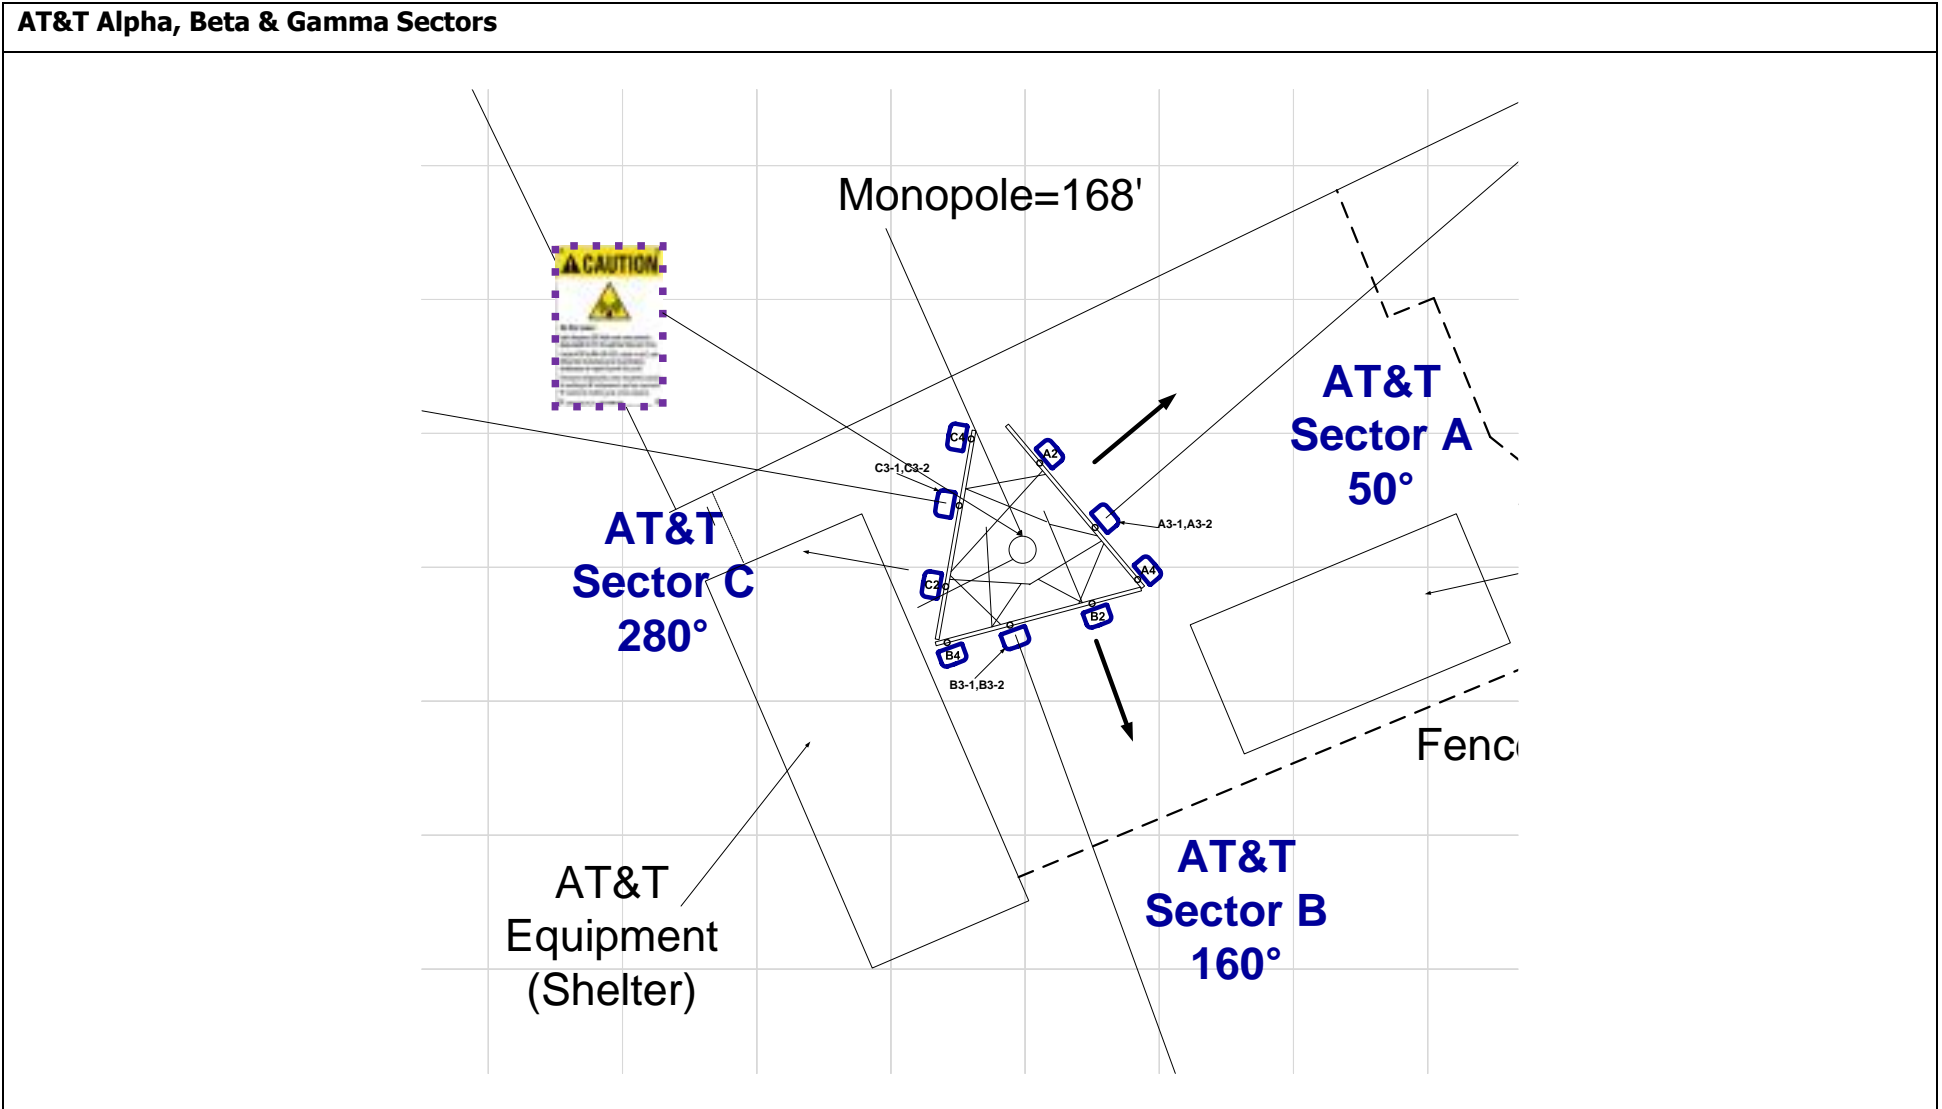 AT&T Alpha, Beta & Gamma Sectors
Monopole=168'
CAUTION
AT&T
Sector A
50°
C4
A2
C3-1,C3-2
A3-1,A3-2
AT&T
Sector C
280°
C2
A4
B2
B4
B3-1,B3-2
AT&T
Sector B
160°
AT&T
Equipment
(Shelter)